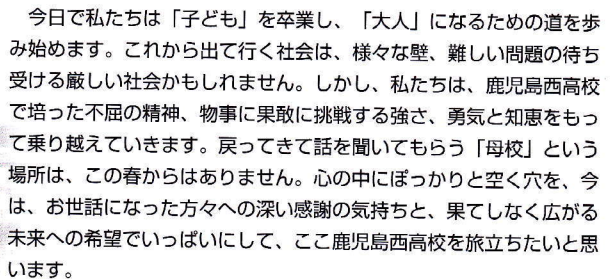 今日で私たちは「子ども」を卒業し、「大人」になるための道を歩
み始めます。これから出て行く社会は、様々な壁、難しい問題の待ち
受ける厳しい社会かもしれません。しかし、私たちは、鹿児島西高校
で培った不屈の精神、物事に果敢に挑戦する強さ、勇気と知恵をもっ
て乗り越えていきます。戻ってきて話を聞いてもらう「母校」という
場所は、この春からはありません。心の中にぽっかりと空く穴を、今
は、お世話になった方々への深い感謝の気持ちと、果てしなく広がる
未来への希望でいっぱいにして、ここ鹿児島西高校を旅立ちたいと思
います。